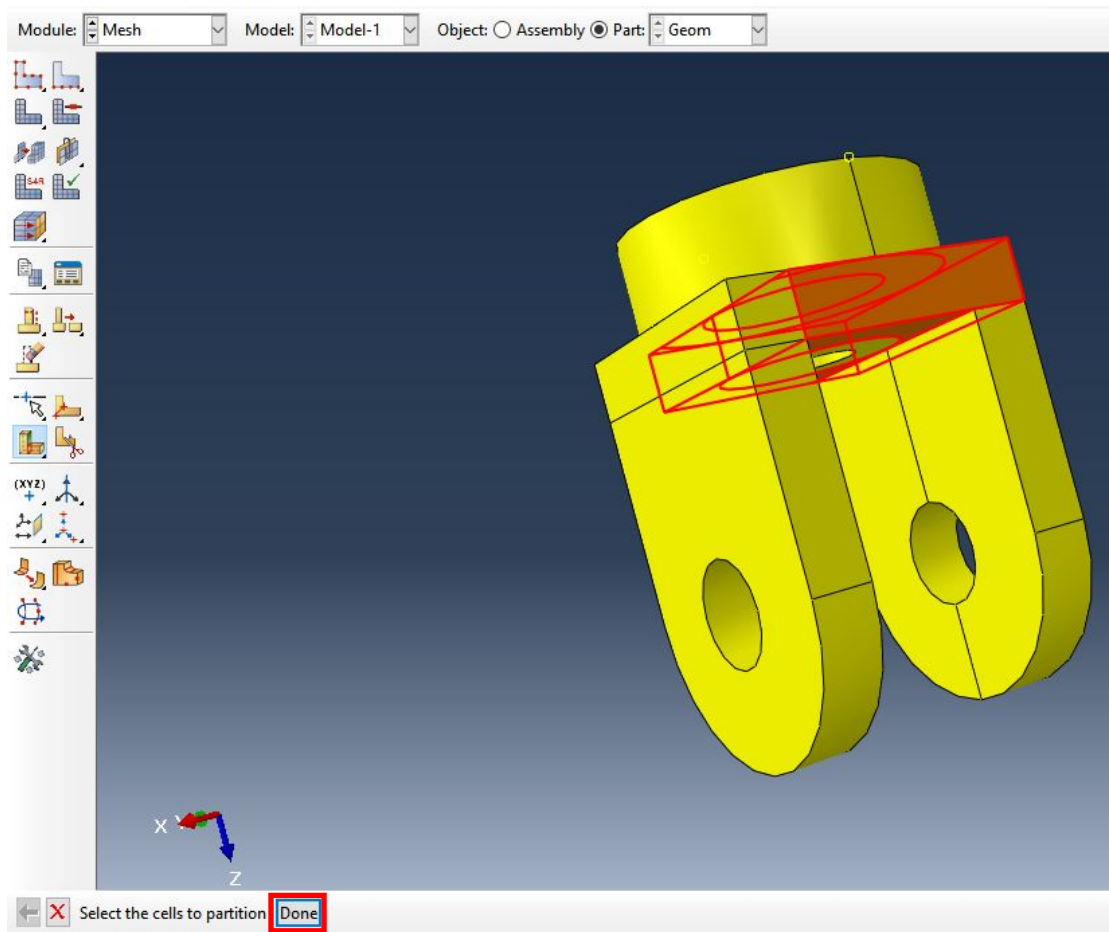 Module: Mesh Model: Model-1 Object: Assembly Part: Geom
S4R
(XYZ)
X Y
Z
Select the cells to partition Done